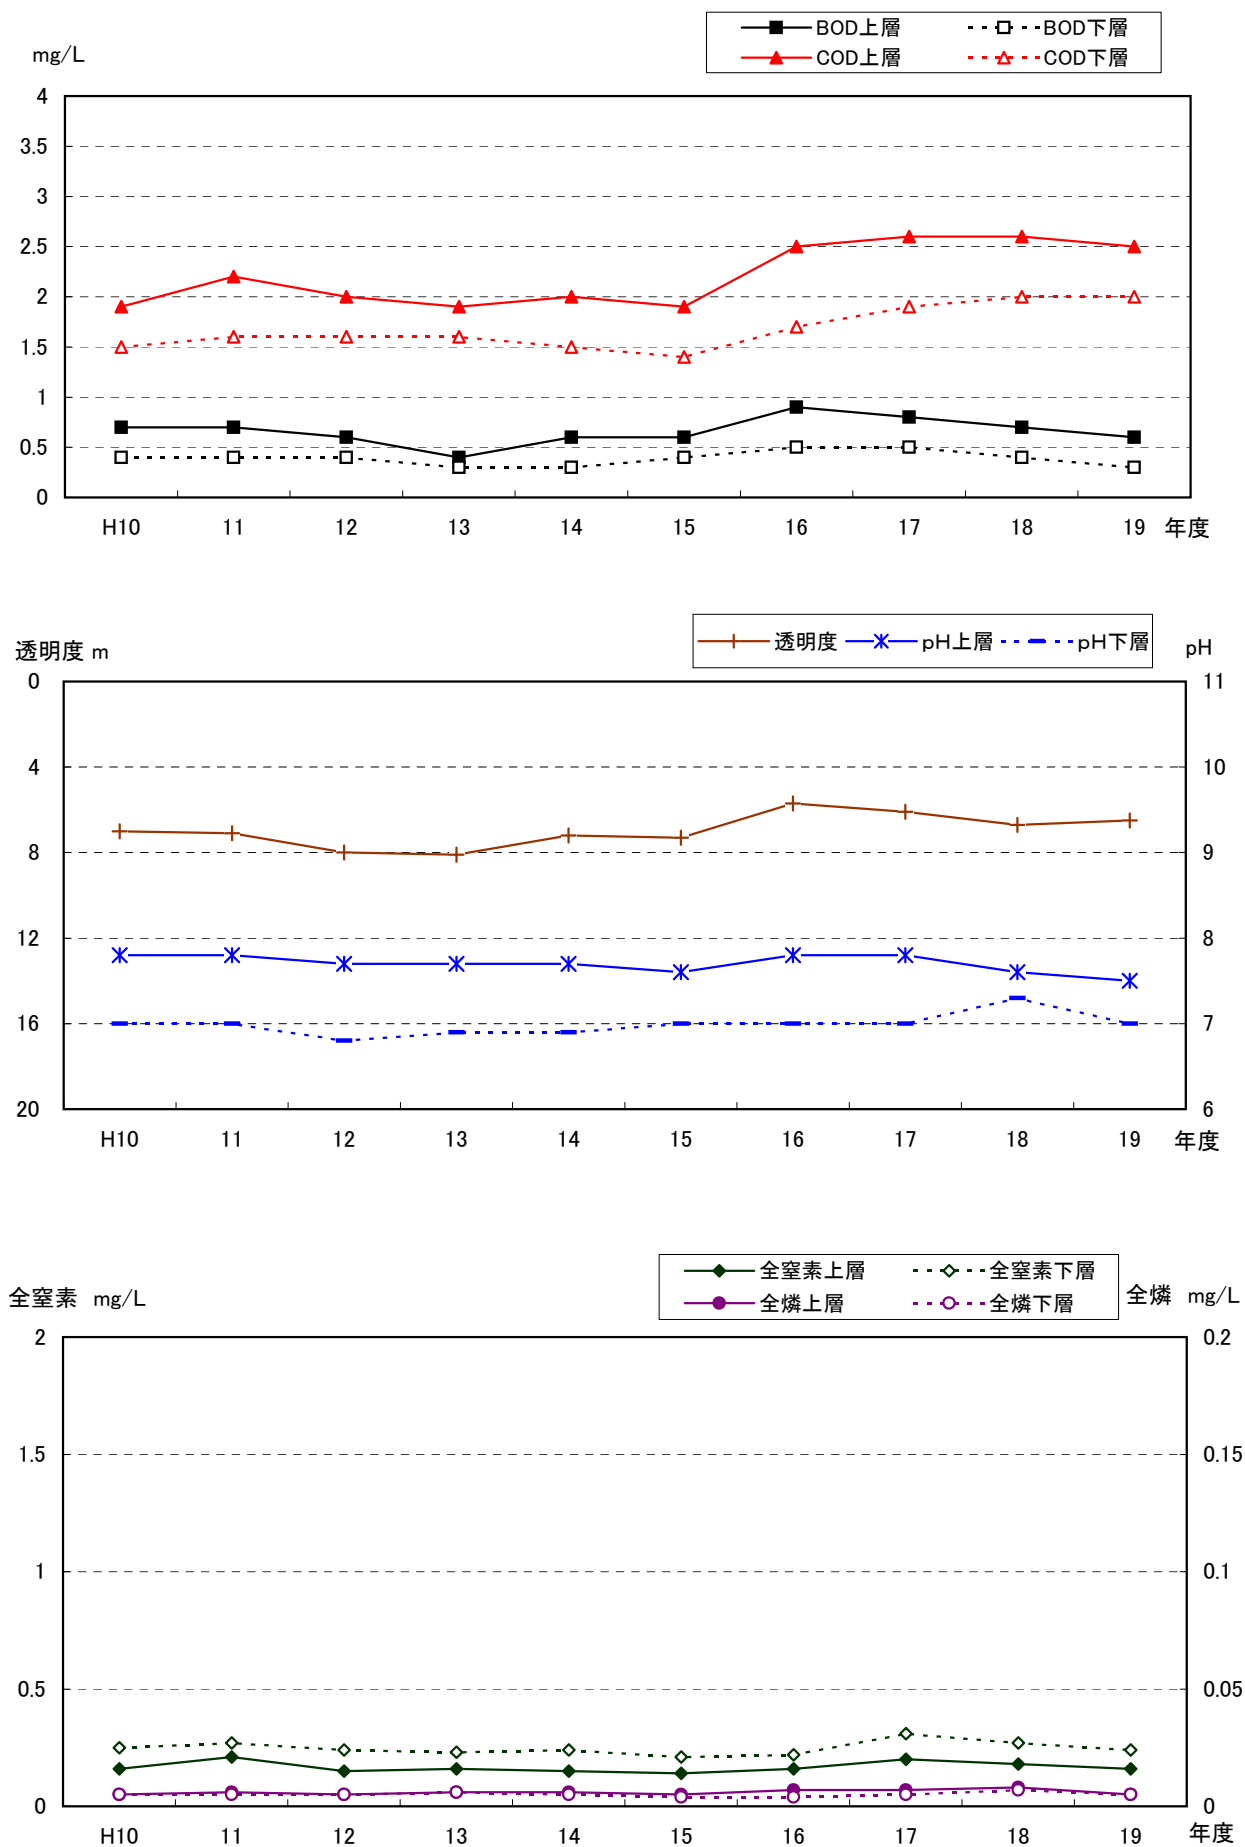 BOD上層 BOD下層
COD上層 COD下層
mg/L
4
3.5
3
2.5
2
1.5
1
0.5
0
H10 11 12 13 14 15 16 17 18 19 年度
透明度 pH上層 pH下層
透明度 m pH
0 11
4 10
8 9
12 8
16 7
20 6
H10 11 12 13 14 15 16 17 18 19 年度
全窒素上層 全窒素下層
全燐上層 全燐下層
全窒素 mg/L 全燐 mg/L
2 0.2
1.5 0.15
1 0.1
0.5 0.05
0 0
H10 11 12 13 14 15 16 17 18 19 年度